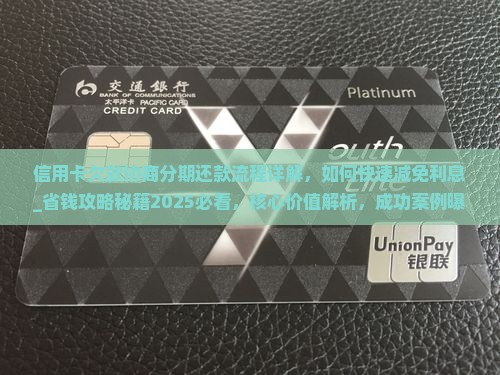 交通銀行
BANK OF COMMUNICATIONS
太平洋卡 PACIFIC CARD
CREDIT CARD
Platinum
信用卡
商分期还款流程详解，如何快速减免利息
_省钱攻略秘籍2025必看，核心价值解析，成功案例曝
outh
Elite
UnionPay
银联